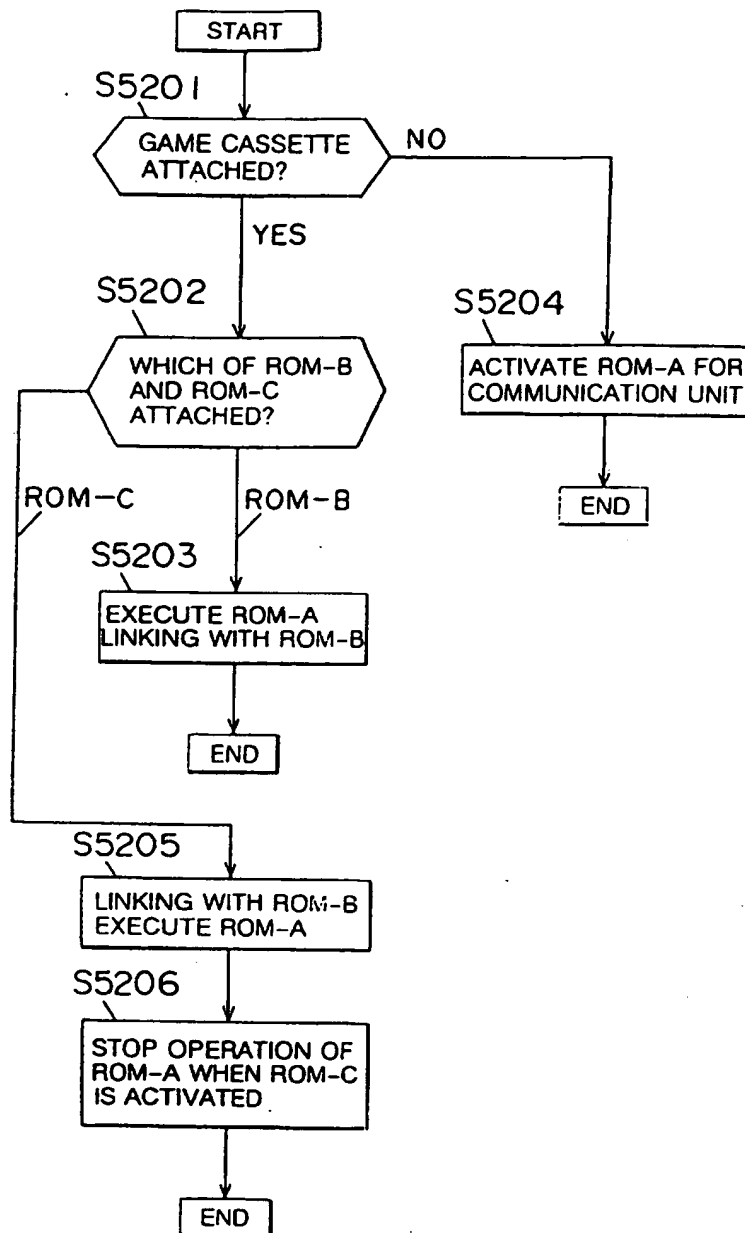 START
S5201
GAME CASSETTE
ATTACHED?
NO
YES
S5202
WHICH OF ROM-B
AND ROM-C
ATTACHED?
S5204
ACTIVATE ROM-A FOR
COMMUNICATION UNIT
END
ROM-C
ROM-B
S5203
EXECUTE ROM-A
LINKING WITH ROM-B
END
S5205
LINKING WITH ROM-B
EXECUTE ROM-A
S5206
STOP OPERATION OF
ROM-A WHEN ROM-C
IS ACTIVATED
END